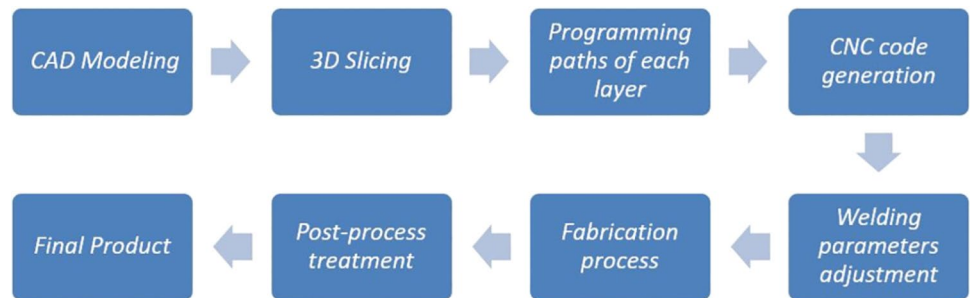 CAD Modeling
3D Slicing
Programming
paths of each
layer
CNC code
generation
Welding
parameters
adjustment
Fabrication
process
Post-process
treatment
Final Product